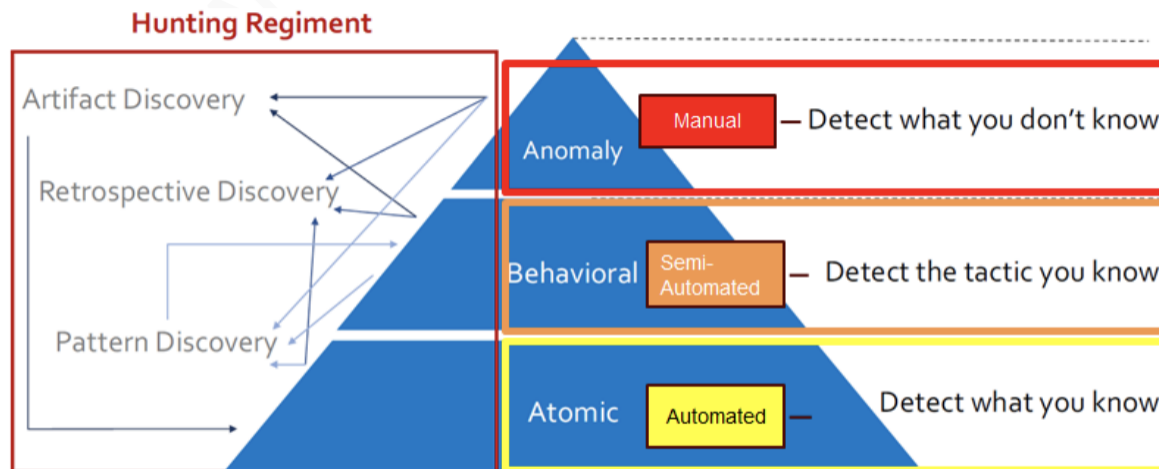 Hunting Regiment
Artifact Discovery
Retrospective Discovery
Pattern Discovery
Anomaly
Manual
Detect what you don't know
Behavioral
Semi-
Automated
Detect the tactic you know
Atomic
Automated
Detect what you know